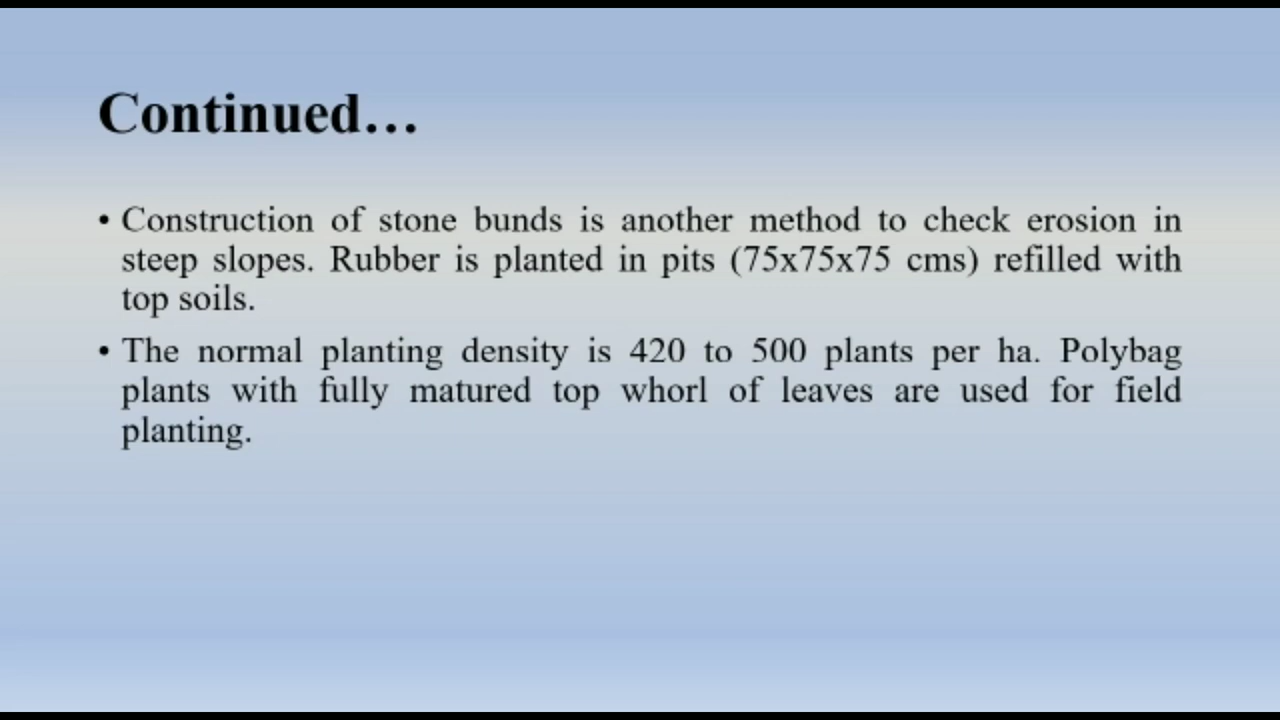 Continued…
• Construction of stone bunds is another method to check erosion in
steep slopes. Rubber is planted in pits (75x75x75 cms) refilled with
top soils.
• The normal planting density is 420 to 500 plants per ha. Polybag
plants with fully matured top whorl of leaves are used for field
planting.